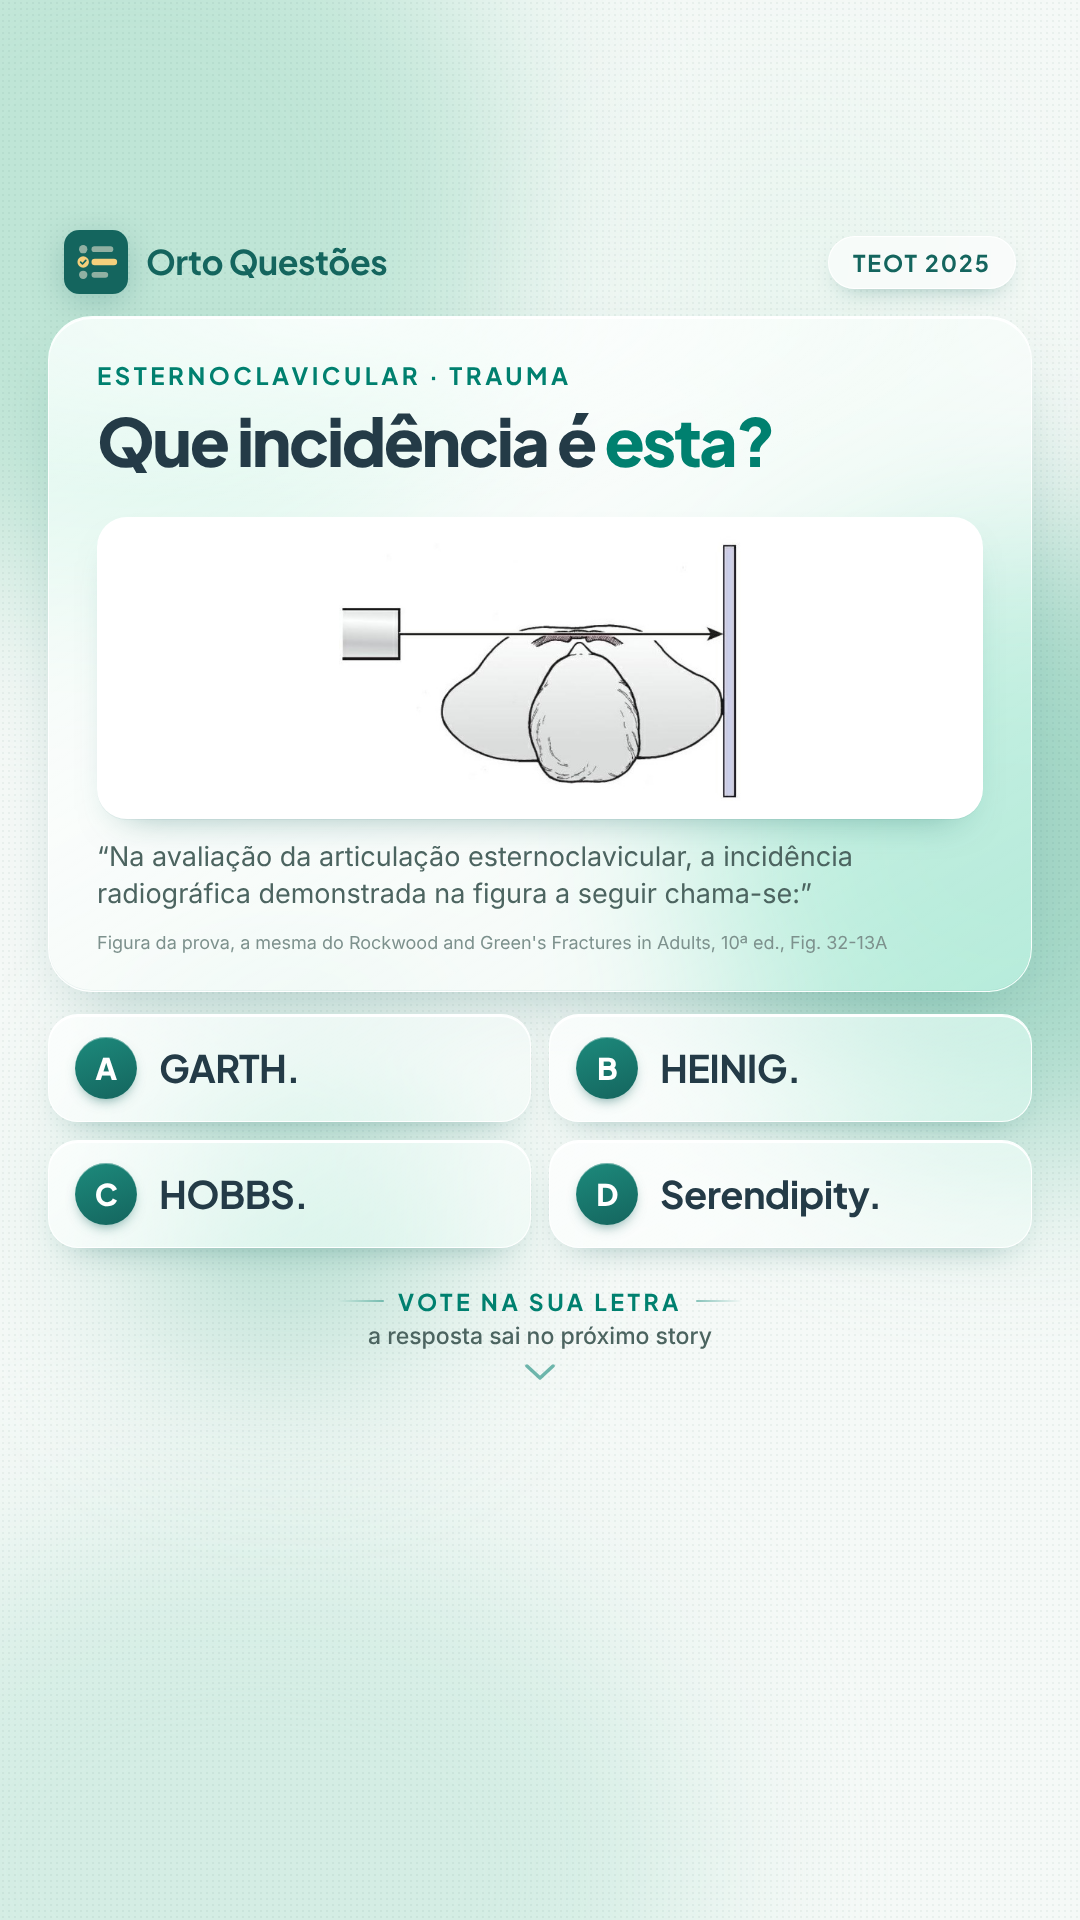 Orto Questões
TEOT 2025
ESTERNOCLAVICULAR · TRAUMA
Que incidência é esta?
“Na avaliação da articulação esternoclavicular, a incidência
radiográfica demonstrada na figura a seguir chama-se:”
Figura da prova, a mesma do Rockwood and Green's Fractures in Adults, 10ª ed., Fig. 32-13A
A GARTH.
B HEINIG.
C HOBBS.
D Serendipity.
VOTE NA SUA LETRA
a resposta sai no próximo story